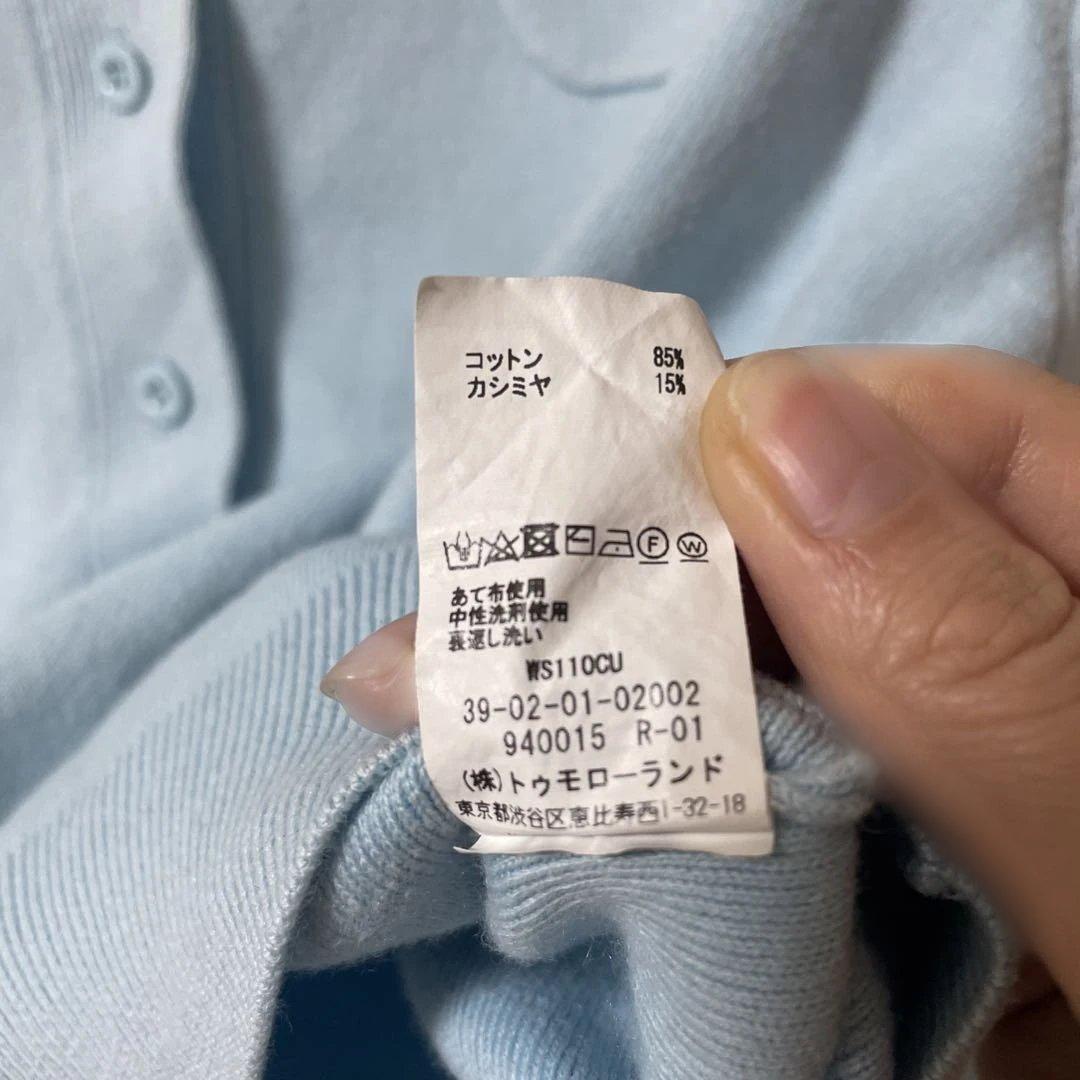 コットン 85%
カシミヤ 15%
F W
あて布使用
中性洗剤使用
裏返し洗い
WS110CU
39-02-01-02002
940015 R-01
(株)トゥモローランド
東京都渋谷区恵比寿西1-32-18